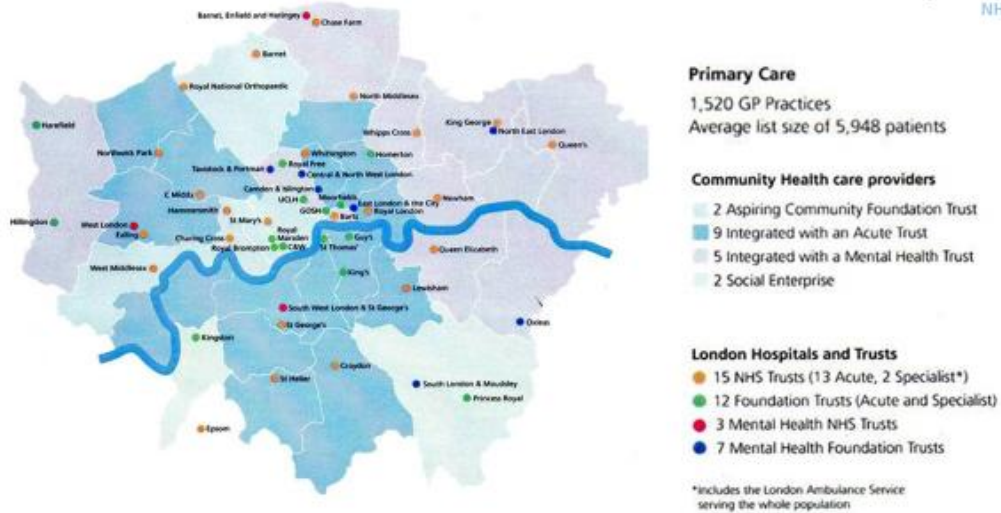 NH
Barnet, Enfield and Haringey
Chase Farm
Barnet
Royal National Orthopaedic
North Middlesex
Harefield
King George
North East London
Whipps Cross
Queen's
Northwick Park
Whittington
Homerton
Royal Free
Tavistock & Portman
Central & North West London
Camden & Islington
C Middx
UCLH
Moorfields
East London & the City
Newham
Hammersmith
GOSH
Barts
Royal London
Hillingdon
West London
St Mary's
Ealing
Charing Cross
Royal
Marsden
Guy's
Royal Brompton
C&W
St Thomas'
Queen Elizabeth
West Middlesex
King's
Lewisham
South West London & St George's
St George's
Oxleas
Kingston
Croydon
St Helier
South London & Maudsley
Princess Royal
Epsom
Primary Care
1,520 GP Practices
Average list size of 5,948 patients
Community Health care providers
2 Aspiring Community Foundation Trust
9 Integrated with an Acute Trust
5 Integrated with a Mental Health Trust
2 Social Enterprise
London Hospitals and Trusts
15 NHS Trusts (13 Acute, 2 Specialist*)
12 Foundation Trusts (Acute and Specialist)
3 Mental Health NHS Trusts
7 Mental Health Foundation Trusts
*Includes the London Ambulance Service
serving the whole population